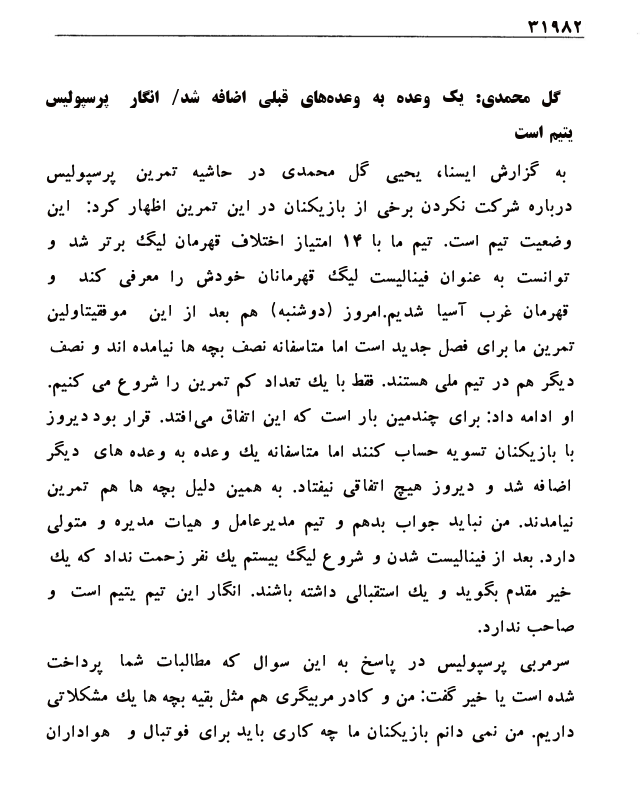 ۳۱۹۸۲
گل محمدی: یک وعده به وعده‌های قبلی اضافه شد/ انگار پرسپولیس
یتیم است
به گزارش ایسنا، یحیی گل محمدی در حاشیه تمرین پرسپولیس
درباره شرکت نکردن برخی از بازیکنان در این تمرین اظهار کرد: این
وضعیت تیم است. تیم ما با ۱۴ امتیاز اختلاف قهرمان لیگ برتر شد و
توانست به عنوان فینالیست لیگ قهرمانان خودش را معرفی کند و
قهرمان غرب آسیا شدیم.امروز (دوشنبه) هم بعد از این موفقیتاولین
تمرین ما برای فصل جدید است اما متاسفانه نصف بچه ها نیامده اند و نصف
دیگر هم در تیم ملی هستند. فقط با یك تعداد کم تمرین را شروع می کنیم.
او ادامه داد: برای چندمین بار است که این اتفاق می‌افتد. قرار بود دیروز
با بازیکنان تسویه حساب کنند اما متاسفانه یك وعده به وعده های دیگر
اضافه شد و دیروز هیچ اتفاقی نیفتاد. به همین دلیل بچه ها هم تمرین
نیامدند. من نباید جواب بدهم و تیم مدیرعامل و هیات مدیره و متولی
دارد. بعد از فینالیست شدن و شروع لیگ بیستم یك نفر زحمت نداد که یك
خیر مقدم بگوید و یك استقبالی داشته باشند. انگار این تیم یتیم است و
صاحب ندارد.
سرمربی پرسپولیس در پاسخ به این سوال که مطالبات شما پرداخت
شده است یا خیر گفت: من و کادر مربیگری هم مثل بقیه بچه ها یك مشکلاتی
داریم. من نمی دانم بازیکنان ما چه کاری باید برای فوتبال و هواداران